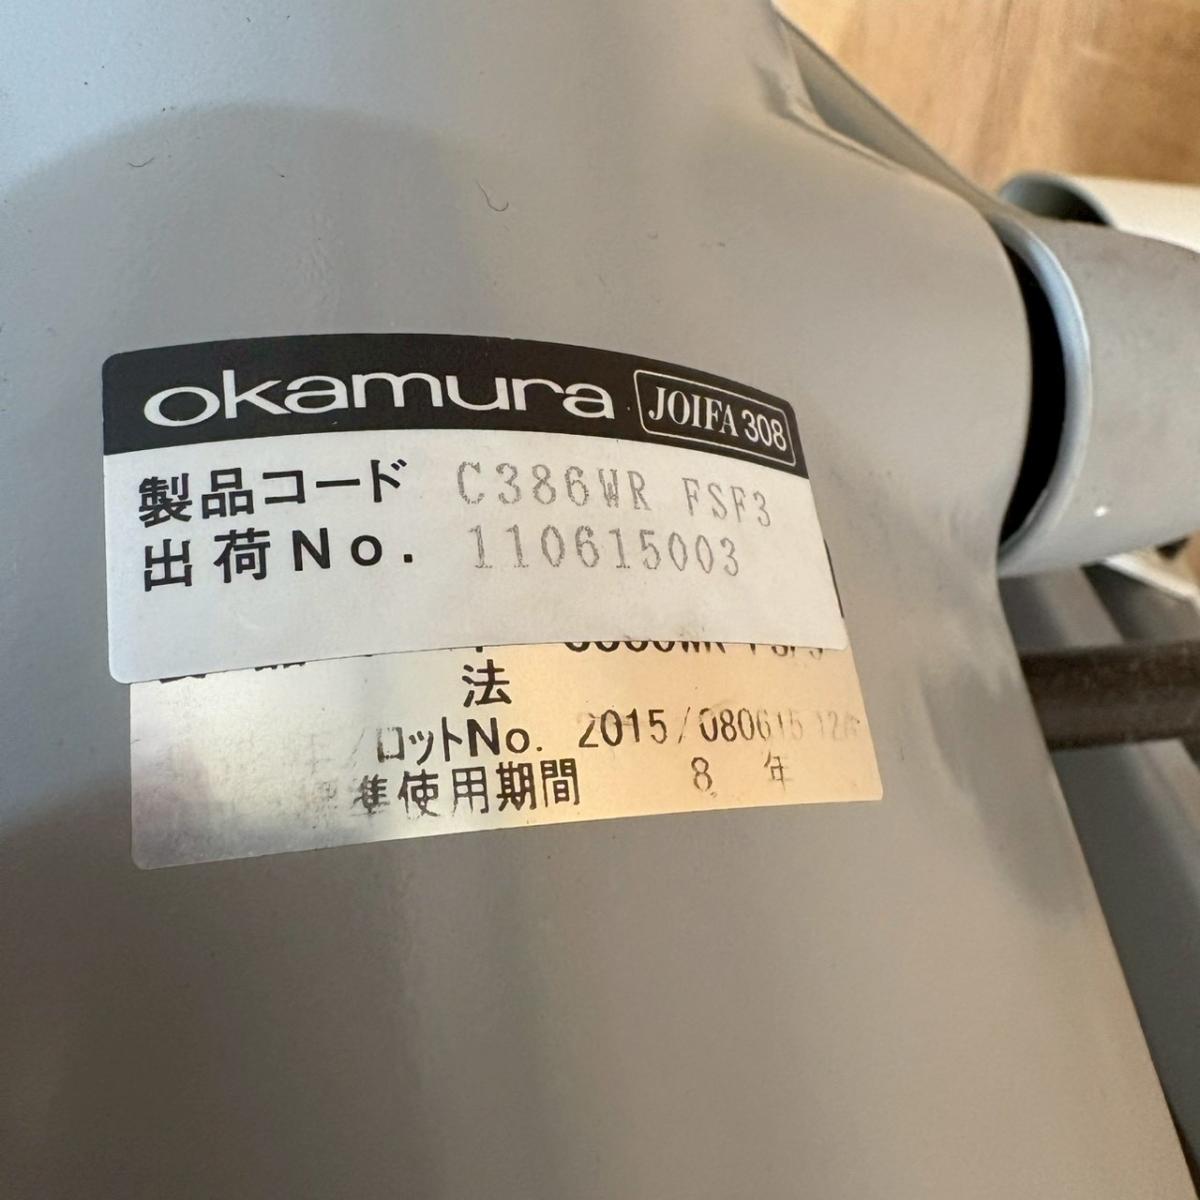 okamura JOIFA 308
製品コード C386WR FSF3
出荷No. 110615003
法
ロットNo. 2015/080615
準使用期間 8年